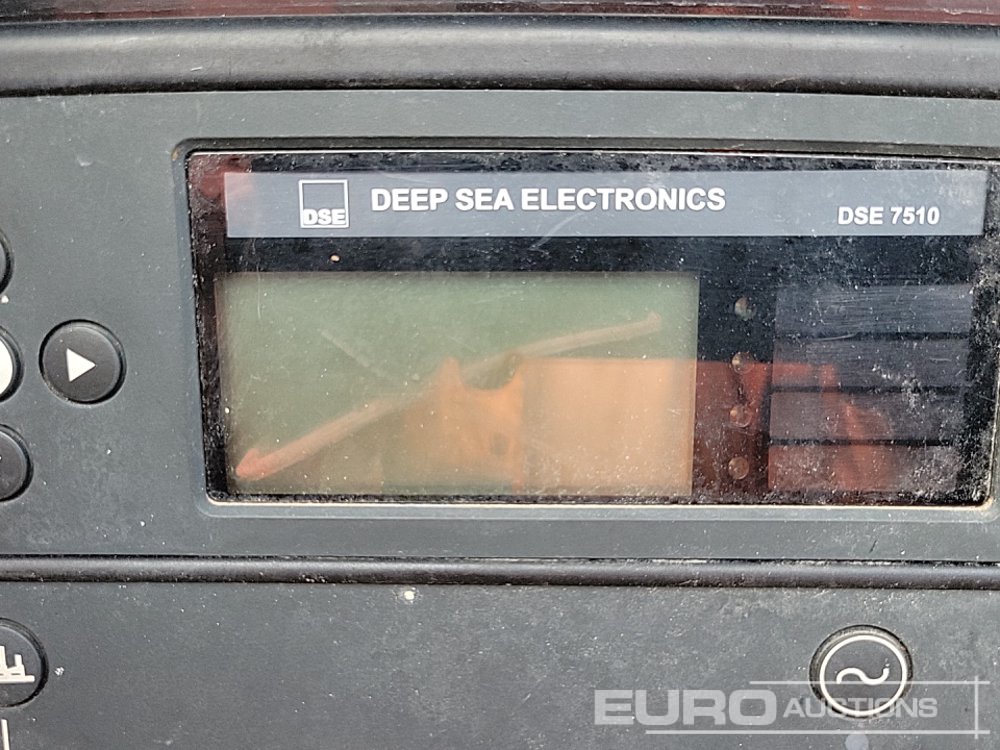 DSE
DEEP SEA ELECTRONICS
DSE 7510
EURO AUCTIONS